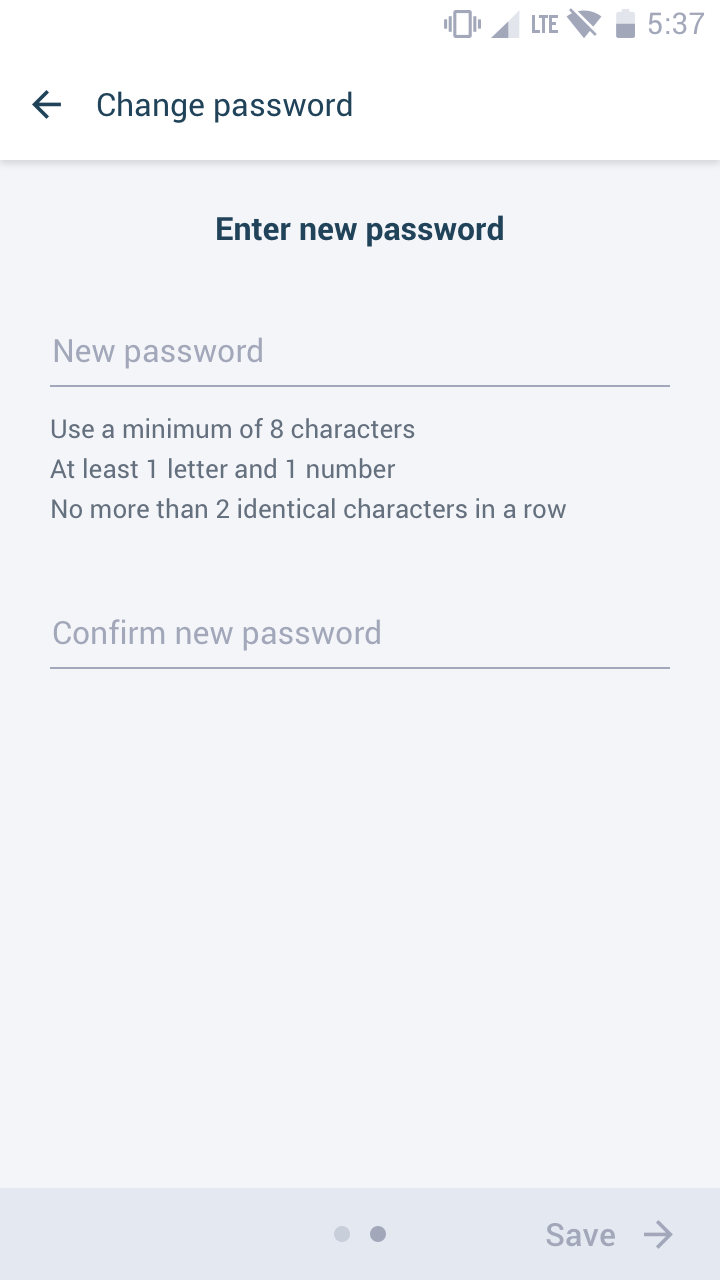 LTE 5:37
Change password
Enter new password
New password
Use a minimum of 8 characters
At least 1 letter and 1 number
No more than 2 identical characters in a row
Confirm new password
Save